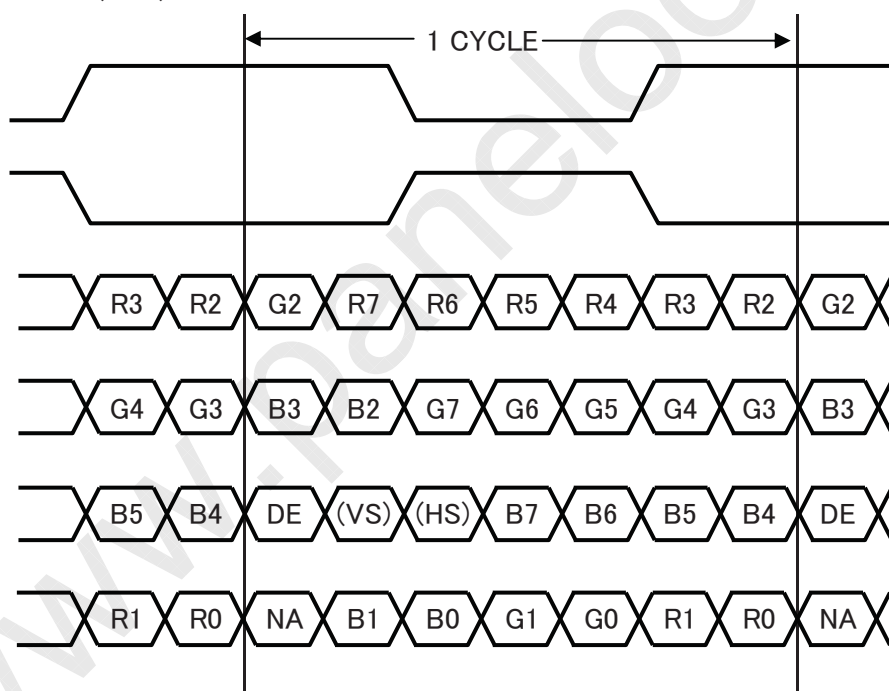 1 CYCLE
R3 R2 G2 R7 R6 R5 R4 R3 R2 G2
G4 G3 B3 B2 G7 G6 G5 G4 G3 B3
B5 B4 DE (VS) (HS) B7 B6 B5 B4 DE
R1 R0 NA B1 B0 G1 G0 R1 R0 NA